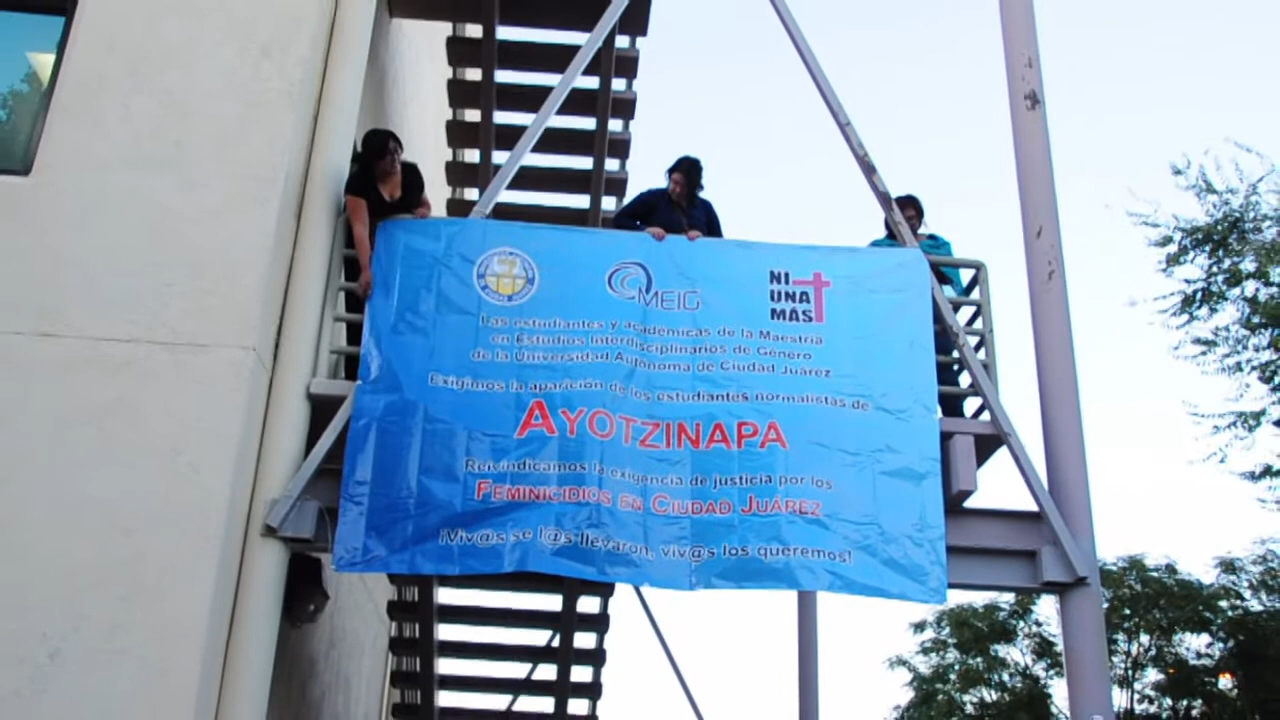 MEIG
NI
UNA
MÁS
Las estudiantes y académicas de la Maestria
en Estudios Interdisciplinarios de Género
de la Universidad Autónoma de Ciudad Juárez
Exigimos la aparición de los estudiantes normalistas de
AYOTZINAPA
Reivindicamos la exigencia de justicia por los
FEMINICIDIOS EN CIUDAD JUÁREZ
¡Viv@s se l@s llevaron, viv@s los queremos!